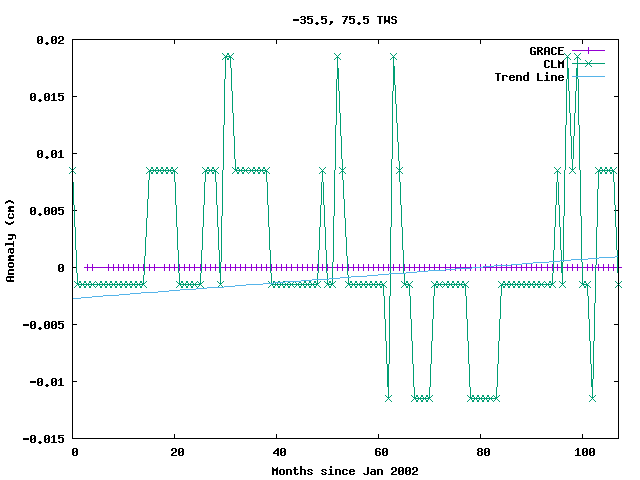 -35.5, 75.5 TWS
GRACE
CLM
Trend Line
0.02
0.015
0.01
0.005
0
-0.005
-0.01
-0.015
Anomaly (cm)
0 20 40 60 80 100
Months since Jan 2002